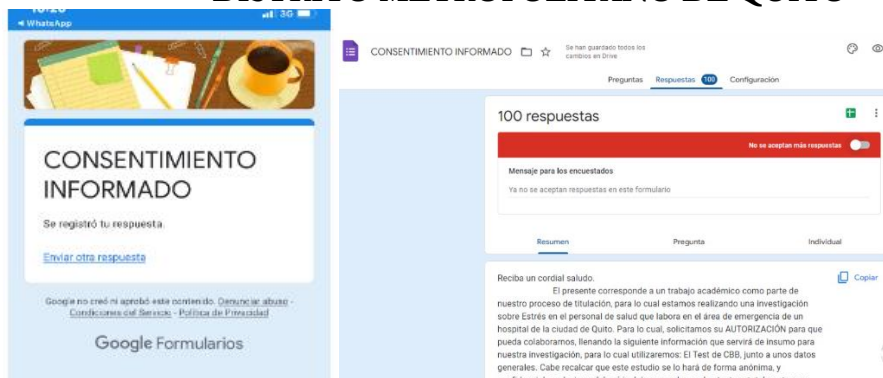 DISTRITO METROPOLITANO DE QUITO
WhatsApp
3G
CONSENTIMIENTO
INFORMADO
Se registró tu respuesta.
Enviar otra respuesta
Google no creó ni aprobó este contenido. Denunciar abuso -
Condiciones del Servicio - Política de Privacidad
Google Formularios
CONSENTIMIENTO INFORMADO
Se han guardado todos los
cambios en Drive
Preguntas Respuestas 100 Configuración
100 respuestas
No se aceptan más respuestas
Mensaje para los encuestados
Ya no se aceptan respuestas en este formulario
Resumen Pregunta Individual
Reciba un cordial saludo.
Copiar
El presente corresponde a un trabajo académico como parte de
nuestro proceso de titulación, para lo cual estamos realizando una investigación
sobre Estrés en el personal de salud que labora en el área de emergencia de un
hospital de la ciudad de Quito. Para lo cual, solicitamos su AUTORIZACIÓN para que
pueda colaborarnos, llenando la siguiente información que servirá de insumo para
nuestra investigación, para lo cual utilizaremos: El Test de CBB, junto a unos datos
generales. Cabe recalcar que este estudio se lo hará de forma anónima, y